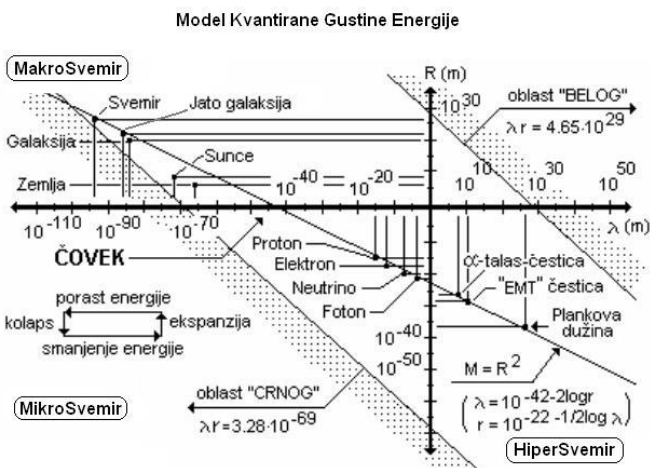 Model Kvantirane Gustine Energije
MakroSvemir
R (m)
Svemir
Jato galaksija
10^30
oblast "BELOG"
λr = 4.65·10^29
Galaksija
Sunce
Zemlja
10^-40
10^-20
10^10
10^30
10^50
10^-110
10^-90
10^-70
λ (m)
ČOVEK
Proton
Elektron
Neutrino
Foton
α-talas-čestica
"EMT" čestica
Plankova
dužina
porast energije
kolaps
ekspanzija
smanjenje energije
10^-40
10^-50
M = R^2
λ = 10^-42-2logr
r = 10^-22 -1/2log λ
oblast "CRNOG"
λr=3.28·10^-69
MikroSvemir
HiperSvemir